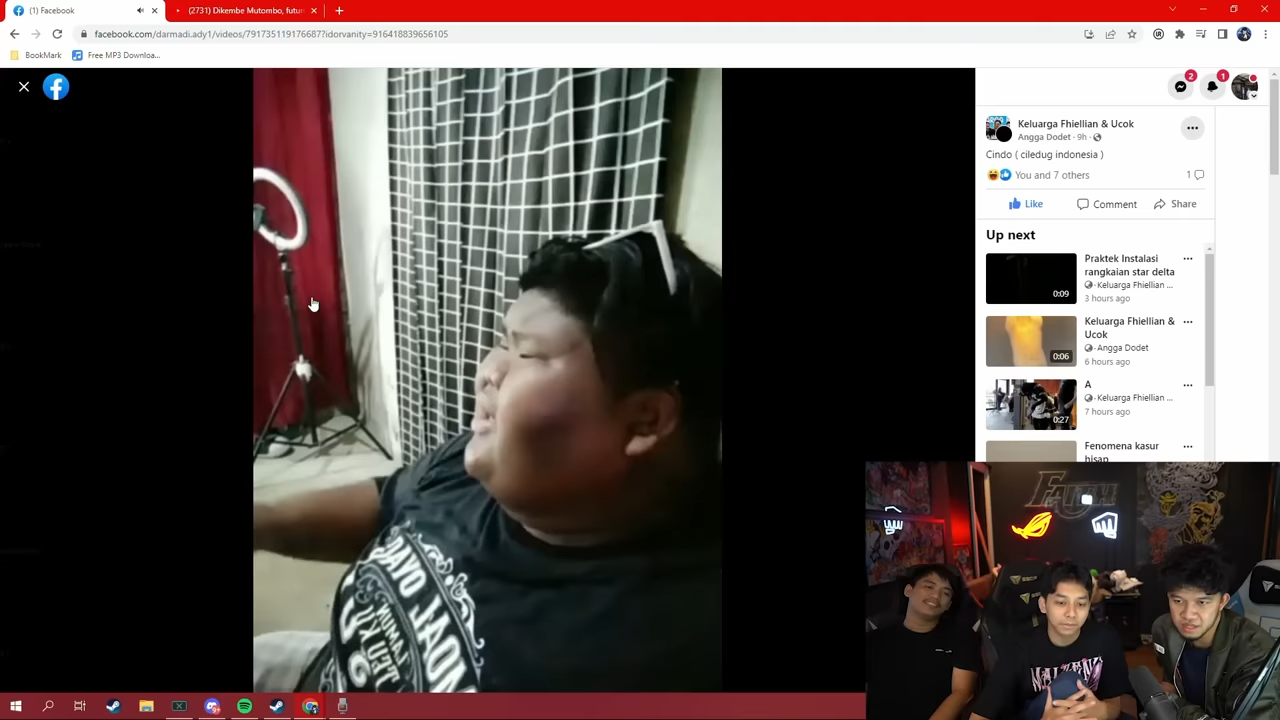 (1) Facebook
(2731) Dikembe Mutombo, futur
facebook.com/darmadi.ady1/videos/791735119176687?idorvanity=916418839656105
BookMark
Free MP3 Downloa...
2
1
Keluarga Fhiellian & Ucok
Angga Dodet · 9h ·
Cindo ( ciledug indonesia )
You and 7 others
1
Like
Comment
Share
Up next
Praktek Instalasi
rangkaian star delta
Keluarga Fhiellian ...
3 hours ago
0:09
Keluarga Fhiellian &
Ucok
Angga Dodet
6 hours ago
0:06
A
Keluarga Fhiellian ...
7 hours ago
0:27
Fenomena kasur
hisap